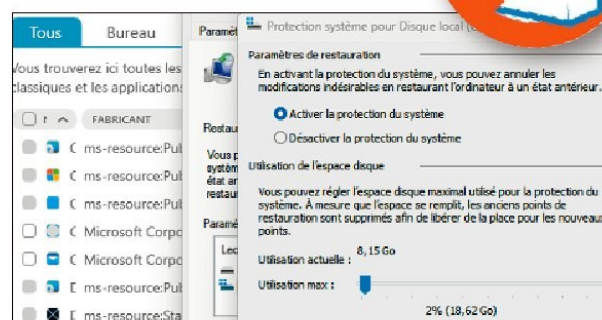 Tous Bureau
Vous trouverez ici toutes les
classiques et les applications
FABRICANT
ms-resource:Pub
ms-resource:Pub
ms-resource:Pub
Microsoft Corpo
Microsoft Corpo
ms-resource:Pub
ms-resource:Sta
Paramèt
Restau
Vous p
systèm
état an
restaur
Paramè
Lec
Protection système pour Disque local
Paramètres de restauration
En activant la protection du système, vous pouvez annuler les
modifications indésirables en restaurant l'ordinateur à un état antérieur.
Activer la protection du système
Désactiver la protection du système
Utilisation de l'espace disque
Vous pouvez régler l'espace disque maximal utilisé pour la protection du
système. À mesure que l'espace se remplit, les anciens points de
restauration sont supprimés afin de libérer de la place pour les nouveaux
points.
Utilisation actuelle : 8,15 Go
Utilisation max :
2% (18,62 Go)